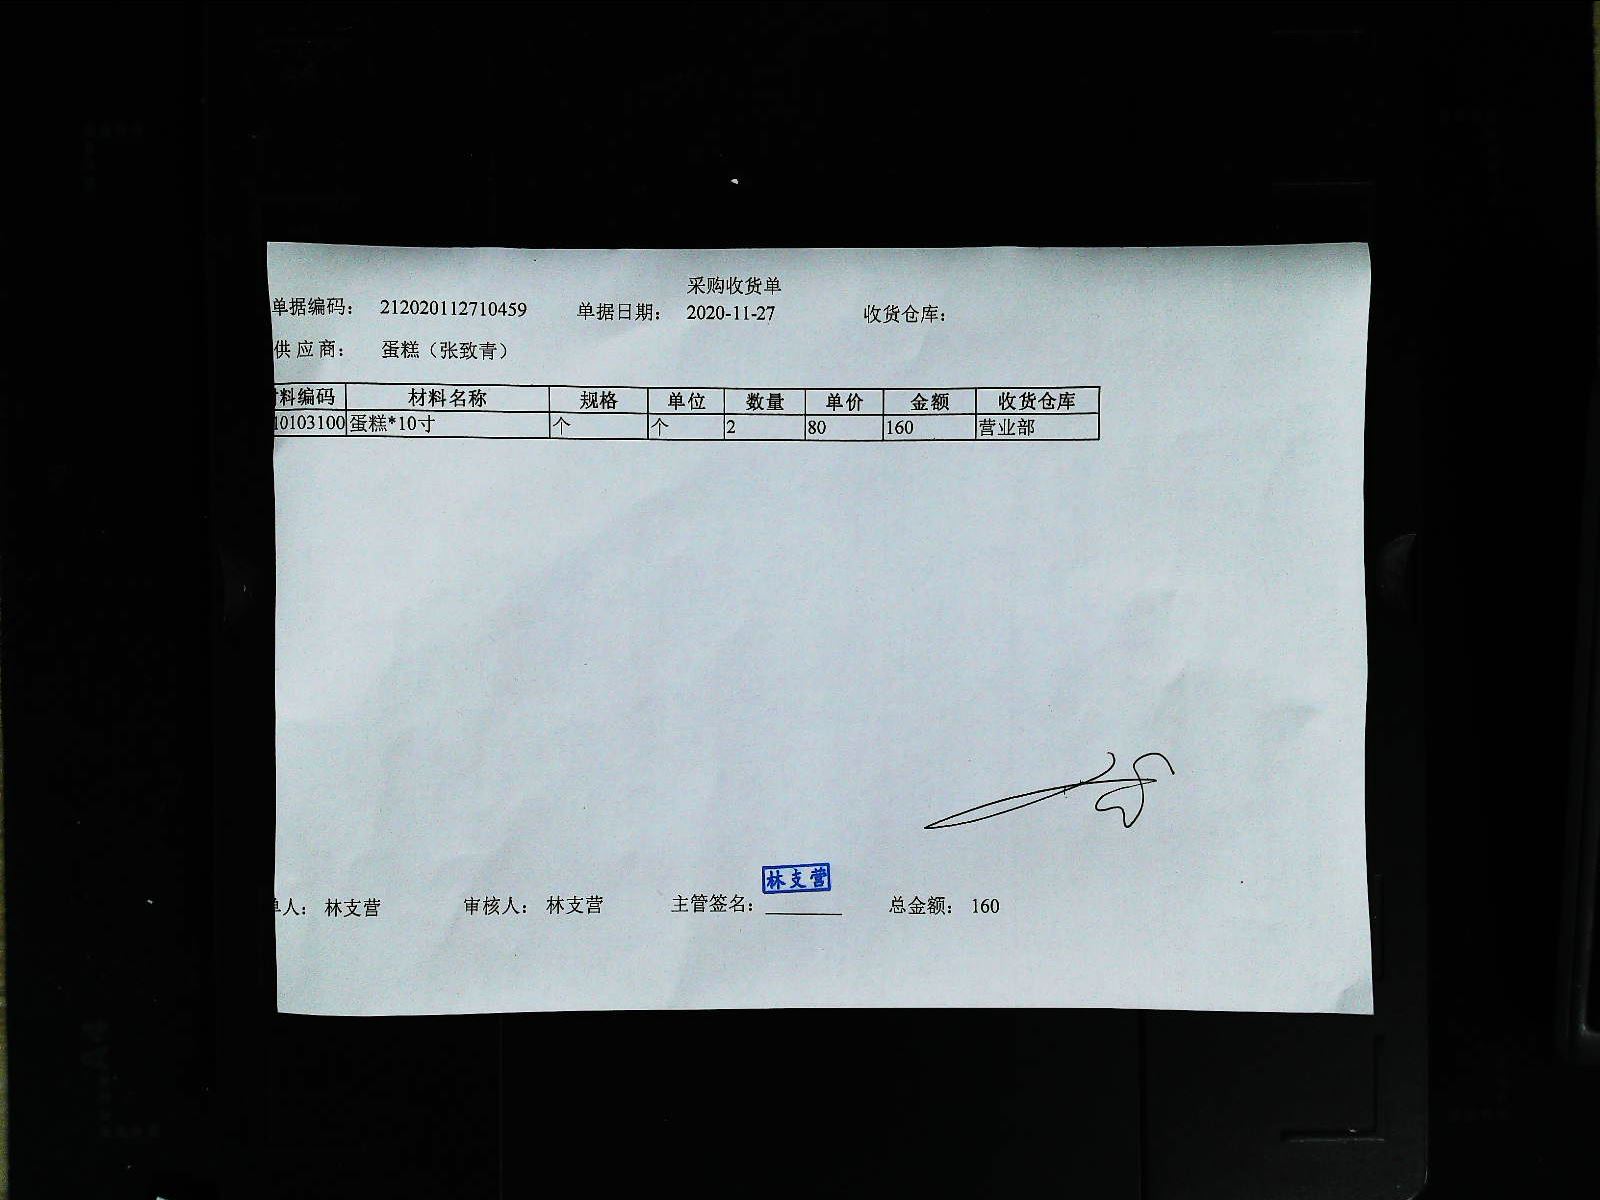 采购收货单
单据编码： 212020112710459 单据日期： 2020-11-27 收货仓库：
供应商： 蛋糕（张致青）
料编码 材料名称 规格 单位 数量 单价 金额 收货仓库
10103100 蛋糕*10寸 个 个 2 80 160 营业部
林支营
单人： 林支营 审核人： 林支营 主管签名： 总金额： 160